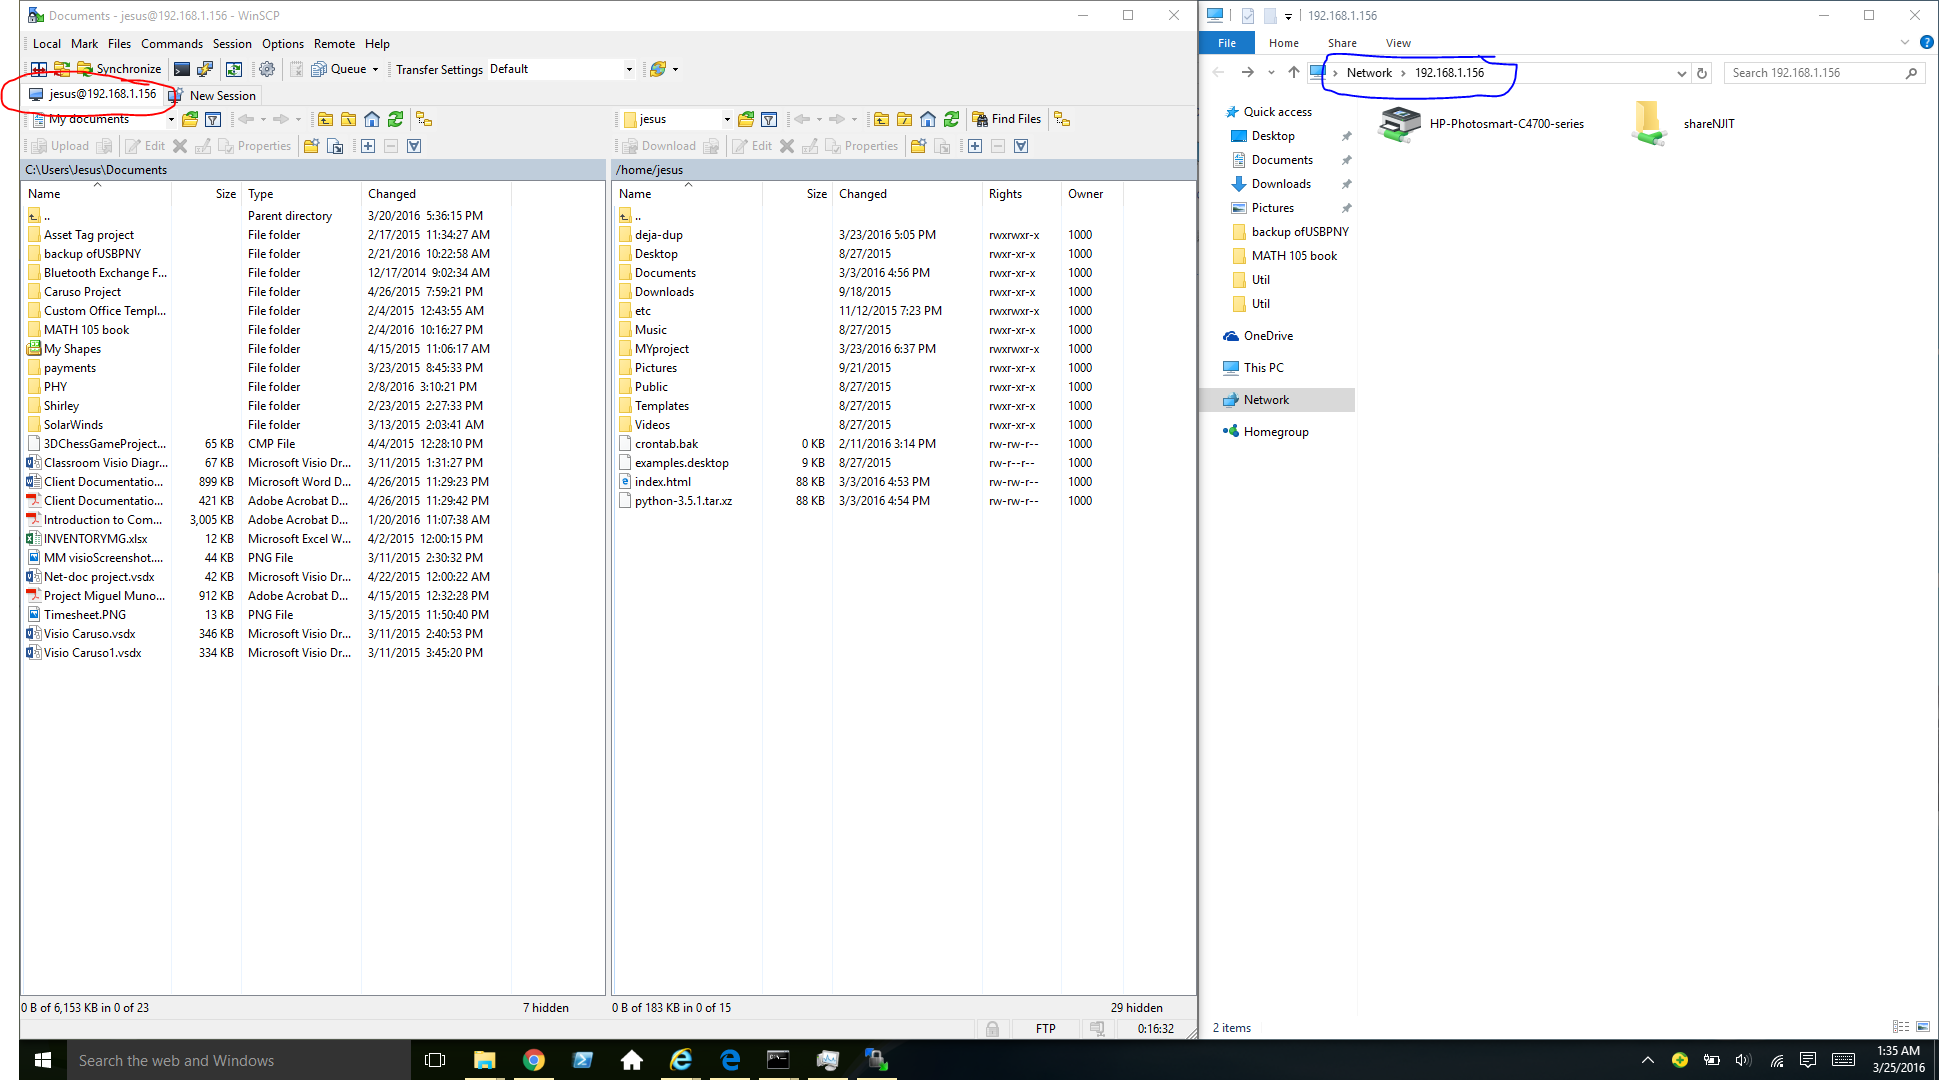 Documents - jesus@192.168.1.156 - WinSCP
Local Mark Files Commands Session Options Remote Help
Synchronize Queue Transfer Settings Default
jesus@192.168.1.156 New Session
My documents
Upload Edit Properties
C:\Users\Jesus\Documents
Name Size Type Changed
.. Parent directory 3/20/2016 5:36:15 PM
Asset Tag project File folder 2/17/2015 11:34:27 AM
backup ofUSBPNY File folder 2/21/2016 10:22:58 AM
Bluetooth Exchange F... File folder 12/17/2014 9:02:34 AM
Caruso Project File folder 4/26/2015 7:59:21 PM
Custom Office Templ... File folder 2/4/2015 12:43:55 AM
MATH 105 book File folder 2/4/2016 10:16:27 PM
My Shapes File folder 4/15/2015 11:06:17 AM
payments File folder 3/23/2015 8:45:33 PM
PHY File folder 2/8/2016 3:10:21 PM
Shirley File folder 2/23/2015 2:27:33 PM
SolarWinds File folder 3/13/2015 2:03:41 AM
3DChessGameProject... 65 KB CMP File 4/4/2015 12:28:10 PM
Classroom Visio Diagr... 67 KB Microsoft Visio Dr... 3/11/2015 1:31:27 PM
Client Documentatio... 899 KB Microsoft Word D... 4/26/2015 11:29:23 PM
Client Documentatio... 421 KB Adobe Acrobat D... 4/26/2015 11:29:42 PM
Introduction to Com... 3,005 KB Adobe Acrobat D... 1/20/2016 11:07:38 AM
INVENTORYMG.xlsx 12 KB Microsoft Excel W... 4/2/2015 12:00:15 PM
MM visioScreenshot.... 44 KB PNG File 3/11/2015 2:30:32 PM
Net-doc project.vsdx 42 KB Microsoft Visio Dr... 4/22/2015 12:00:22 AM
Project Miguel Muno... 912 KB Adobe Acrobat D... 4/15/2015 12:32:28 PM
Timesheet.PNG 13 KB PNG File 3/15/2015 11:50:40 PM
Visio Caruso.vsdx 346 KB Microsoft Visio Dr... 3/11/2015 2:40:53 PM
Visio Caruso1.vsdx 334 KB Microsoft Visio Dr... 3/11/2015 3:45:20 PM
0 B of 6,153 KB in 0 of 23 7 hidden
jesus Find Files
Download Edit Properties
/home/jesus
Name Size Changed Rights Owner
..
deja-dup 3/23/2016 5:05 PM rwxrwxr-x 1000
Desktop 8/27/2015 rwxr-xr-x 1000
Documents 3/3/2016 4:56 PM rwxr-xr-x 1000
Downloads 9/18/2015 rwxr-xr-x 1000
etc 11/12/2015 7:23 PM rwxrwxr-x 1000
Music 8/27/2015 rwxr-xr-x 1000
MYproject 3/23/2016 6:37 PM rwxrwxr-x 1000
Pictures 9/21/2015 rwxr-xr-x 1000
Public 8/27/2015 rwxr-xr-x 1000
Templates 8/27/2015 rwxr-xr-x 1000
Videos 8/27/2015 rwxr-xr-x 1000
crontab.bak 0 KB 2/11/2016 3:14 PM rw-rw-r-- 1000
examples.desktop 9 KB 8/27/2015 rw-r--r-- 1000
index.html 88 KB 3/3/2016 4:53 PM rw-rw-r-- 1000
python-3.5.1.tar.xz 88 KB 3/3/2016 4:54 PM rw-rw-r-- 1000
0 B of 183 KB in 0 of 15 29 hidden
FTP 0:16:32
192.168.1.156
File Home Share View
Network 192.168.1.156 Search 192.168.1.156
Quick access
Desktop
Documents
Downloads
Pictures
backup ofUSBPNY
MATH 105 book
Util
Util
OneDrive
This PC
Network
Homegroup
HP-Photosmart-C4700-series shareNJIT
2 items
Search the web and Windows
1:35 AM
3/25/2016